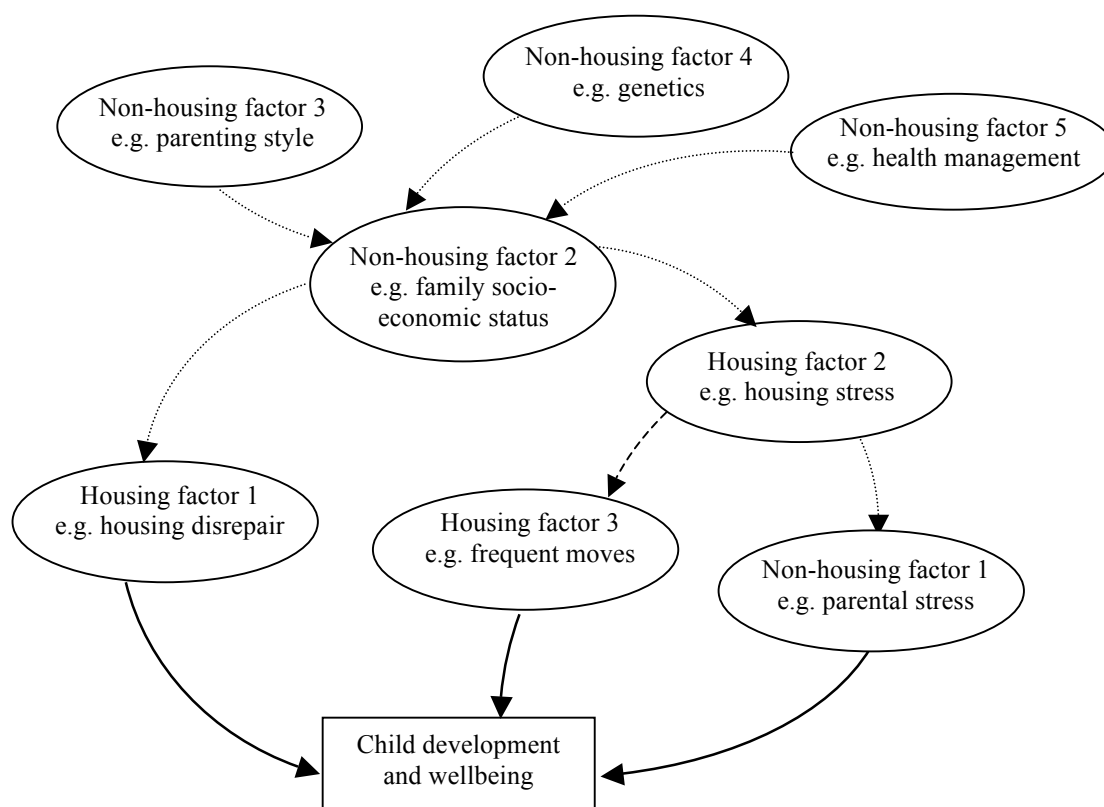 Non-housing factor 4
e.g. genetics
Non-housing factor 3
e.g. parenting style
Non-housing factor 5
e.g. health management
Non-housing factor 2
e.g. family socio-
economic status
Housing factor 2
e.g. housing stress
Housing factor 1
e.g. housing disrepair
Housing factor 3
e.g. frequent moves
Non-housing factor 1
e.g. parental stress
Child development
and wellbeing